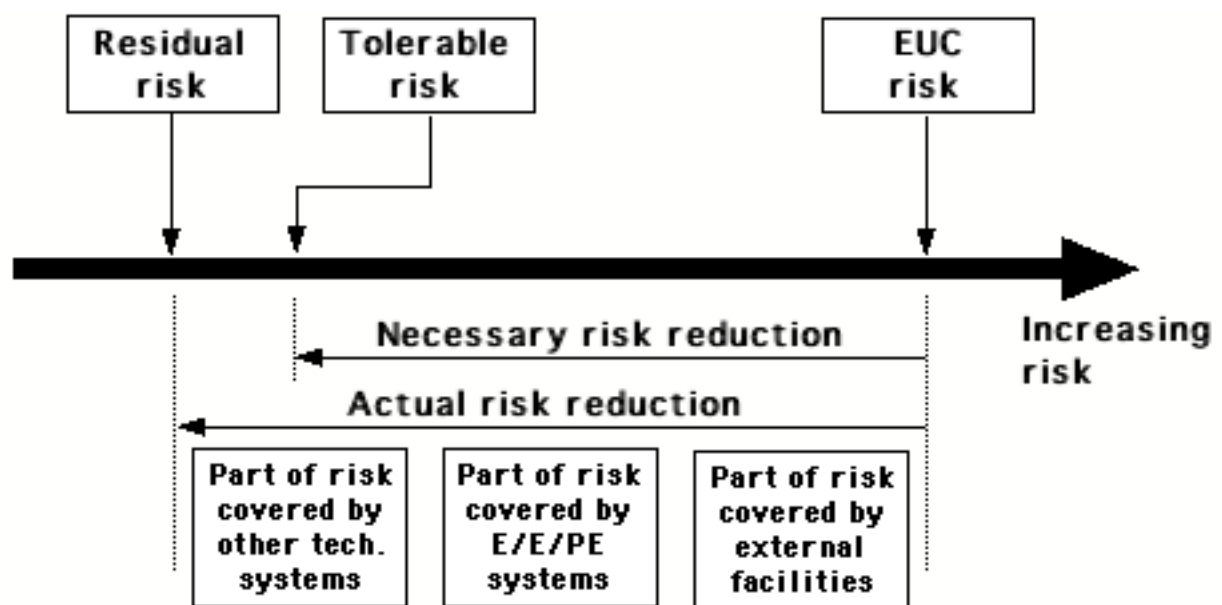 Residual
risk
Tolerable
risk
EUC
risk
Necessary risk reduction
Increasing
risk
Actual risk reduction
Part of risk
covered by
other tech.
systems
Part of risk
covered by
E/E/PE
systems
Part of risk
covered by
external
facilities